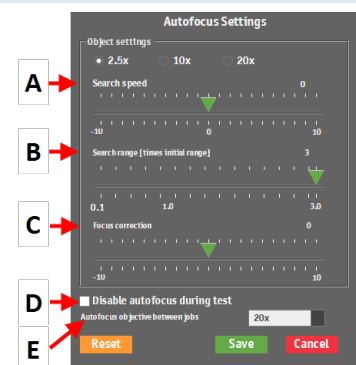 Autofocus Settings
Object settings
2.5x 10x 20x
A
Search speed 0
-10 0 10
B
Search range [times initial range] 3
0.1 1.0 3.0
C
Focus correction 0
-10 10
D
Disable autofocus during test
Autofocus objective between jobs 20x
E
Reset Save Cancel